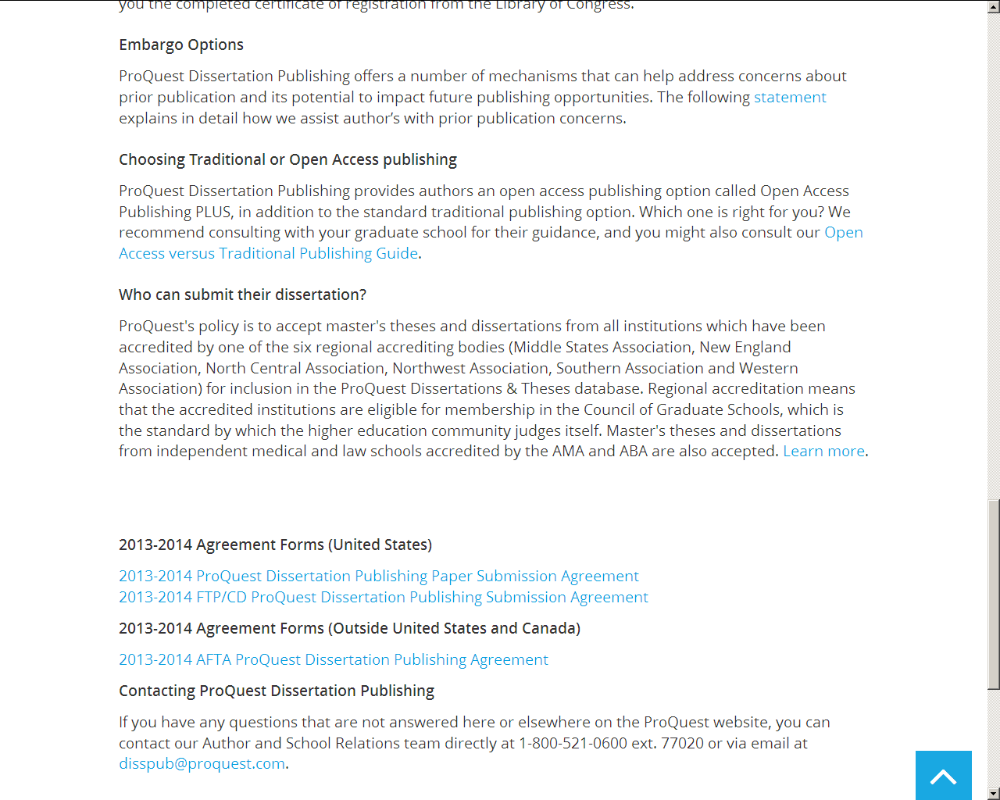 you the completed certificate of registration from the Library of Congress.
Embargo Options
ProQuest Dissertation Publishing offers a number of mechanisms that can help address concerns about
prior publication and its potential to impact future publishing opportunities. The following statement
explains in detail how we assist author’s with prior publication concerns.
Choosing Traditional or Open Access publishing
ProQuest Dissertation Publishing provides authors an open access publishing option called Open Access
Publishing PLUS, in addition to the standard traditional publishing option. Which one is right for you? We
recommend consulting with your graduate school for their guidance, and you might also consult our Open
Access versus Traditional Publishing Guide.
Who can submit their dissertation?
ProQuest's policy is to accept master's theses and dissertations from all institutions which have been
accredited by one of the six regional accrediting bodies (Middle States Association, New England
Association, North Central Association, Northwest Association, Southern Association and Western
Association) for inclusion in the ProQuest Dissertations & Theses database. Regional accreditation means
that the accredited institutions are eligible for membership in the Council of Graduate Schools, which is
the standard by which the higher education community judges itself. Master's theses and dissertations
from independent medical and law schools accredited by the AMA and ABA are also accepted. Learn more.
2013-2014 Agreement Forms (United States)
2013-2014 ProQuest Dissertation Publishing Paper Submission Agreement
2013-2014 FTP/CD ProQuest Dissertation Publishing Submission Agreement
2013-2014 Agreement Forms (Outside United States and Canada)
2013-2014 AFTA ProQuest Dissertation Publishing Agreement
Contacting ProQuest Dissertation Publishing
If you have any questions that are not answered here or elsewhere on the ProQuest website, you can
contact our Author and School Relations team directly at 1-800-521-0600 ext. 77020 or via email at
disspub@proquest.com.